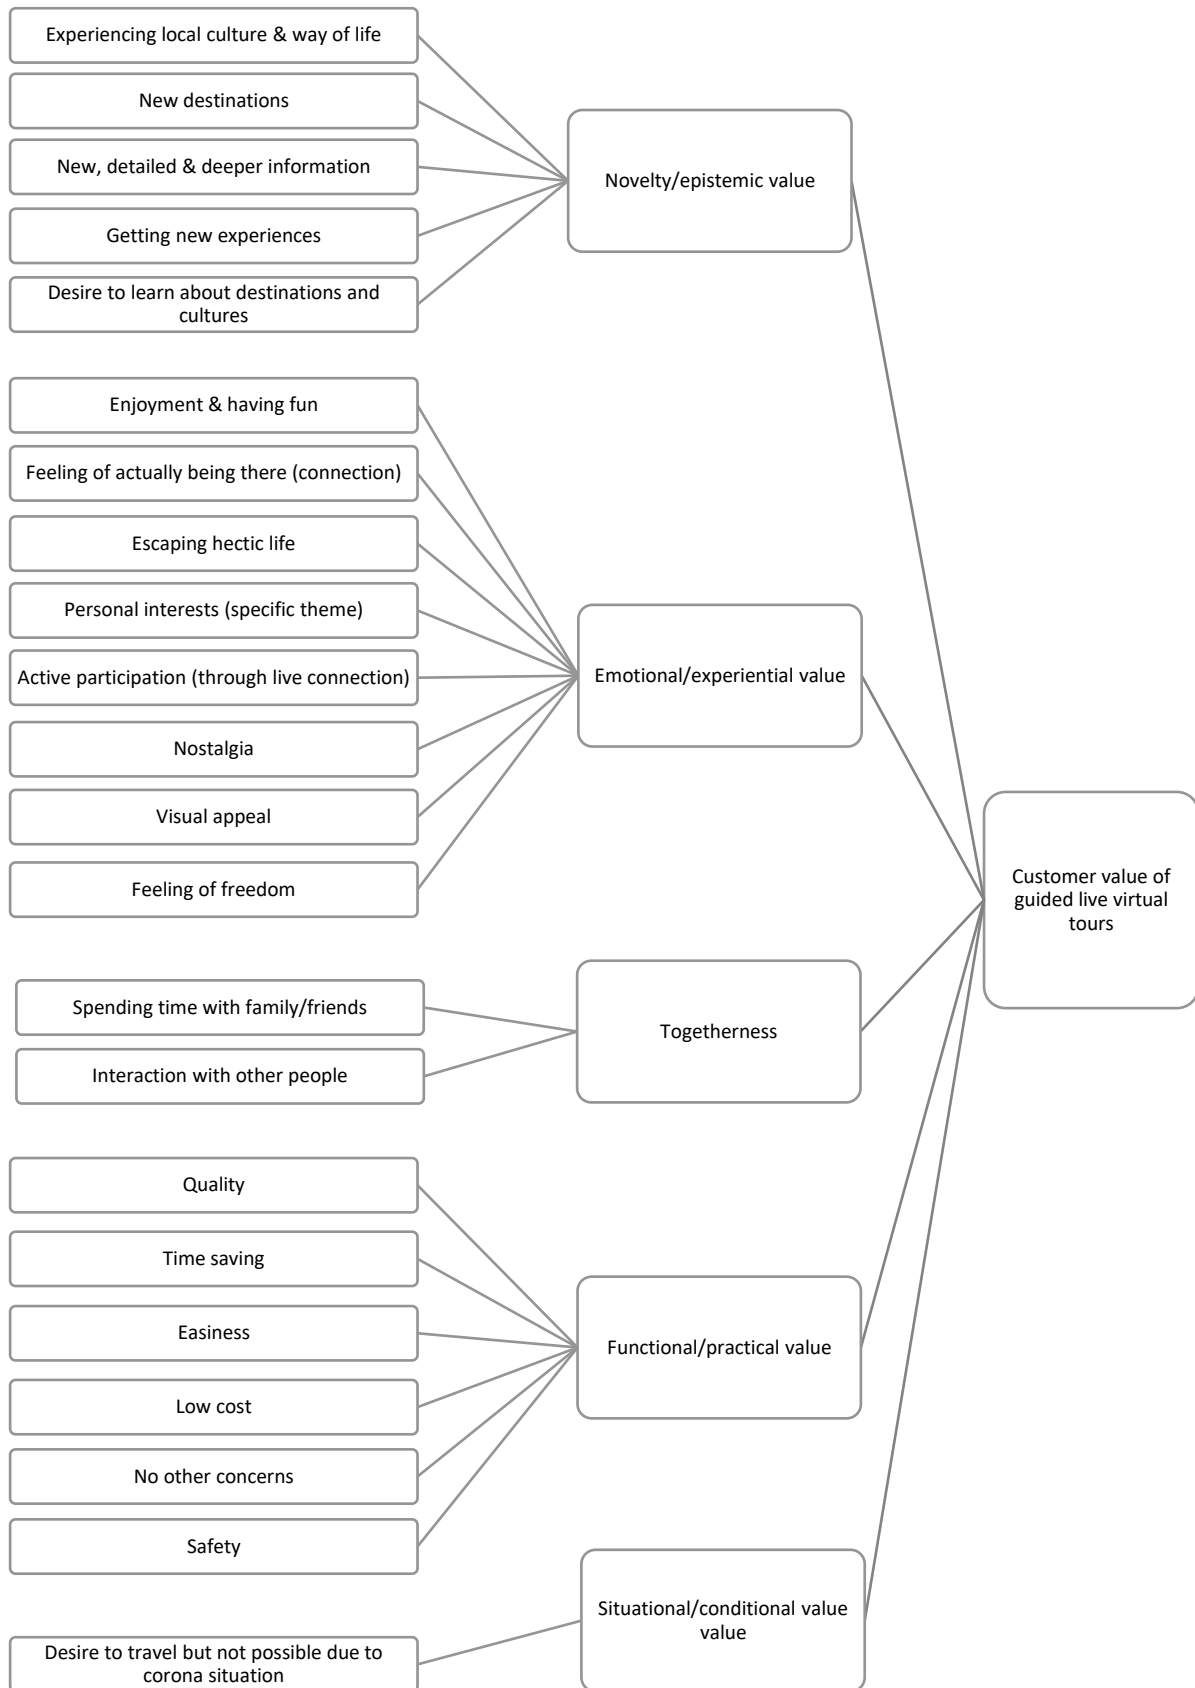 Experiencing local culture & way of life
New destinations
New, detailed & deeper information
Getting new experiences
Desire to learn about destinations and
cultures
Novelty/epistemic value
Enjoyment & having fun
Feeling of actually being there (connection)
Escaping hectic life
Personal interests (specific theme)
Active participation (through live connection)
Nostalgia
Visual appeal
Feeling of freedom
Emotional/experiential value
Spending time with family/friends
Interaction with other people
Togetherness
Quality
Time saving
Easiness
Low cost
No other concerns
Safety
Functional/practical value
Desire to travel but not possible due to
corona situation
Situational/conditional value
value
Customer value of
guided live virtual
tours